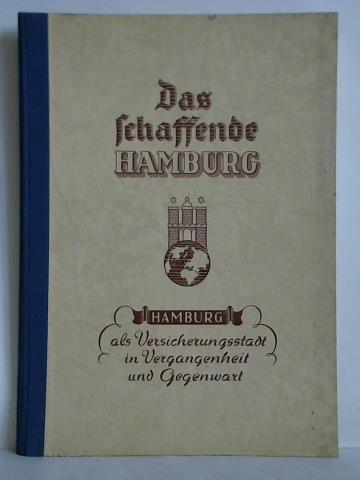 Das
schaffende
HAMBURG
HAMBURG
als Versicherungsstadt
in Vergangenheit
und Gegenwart